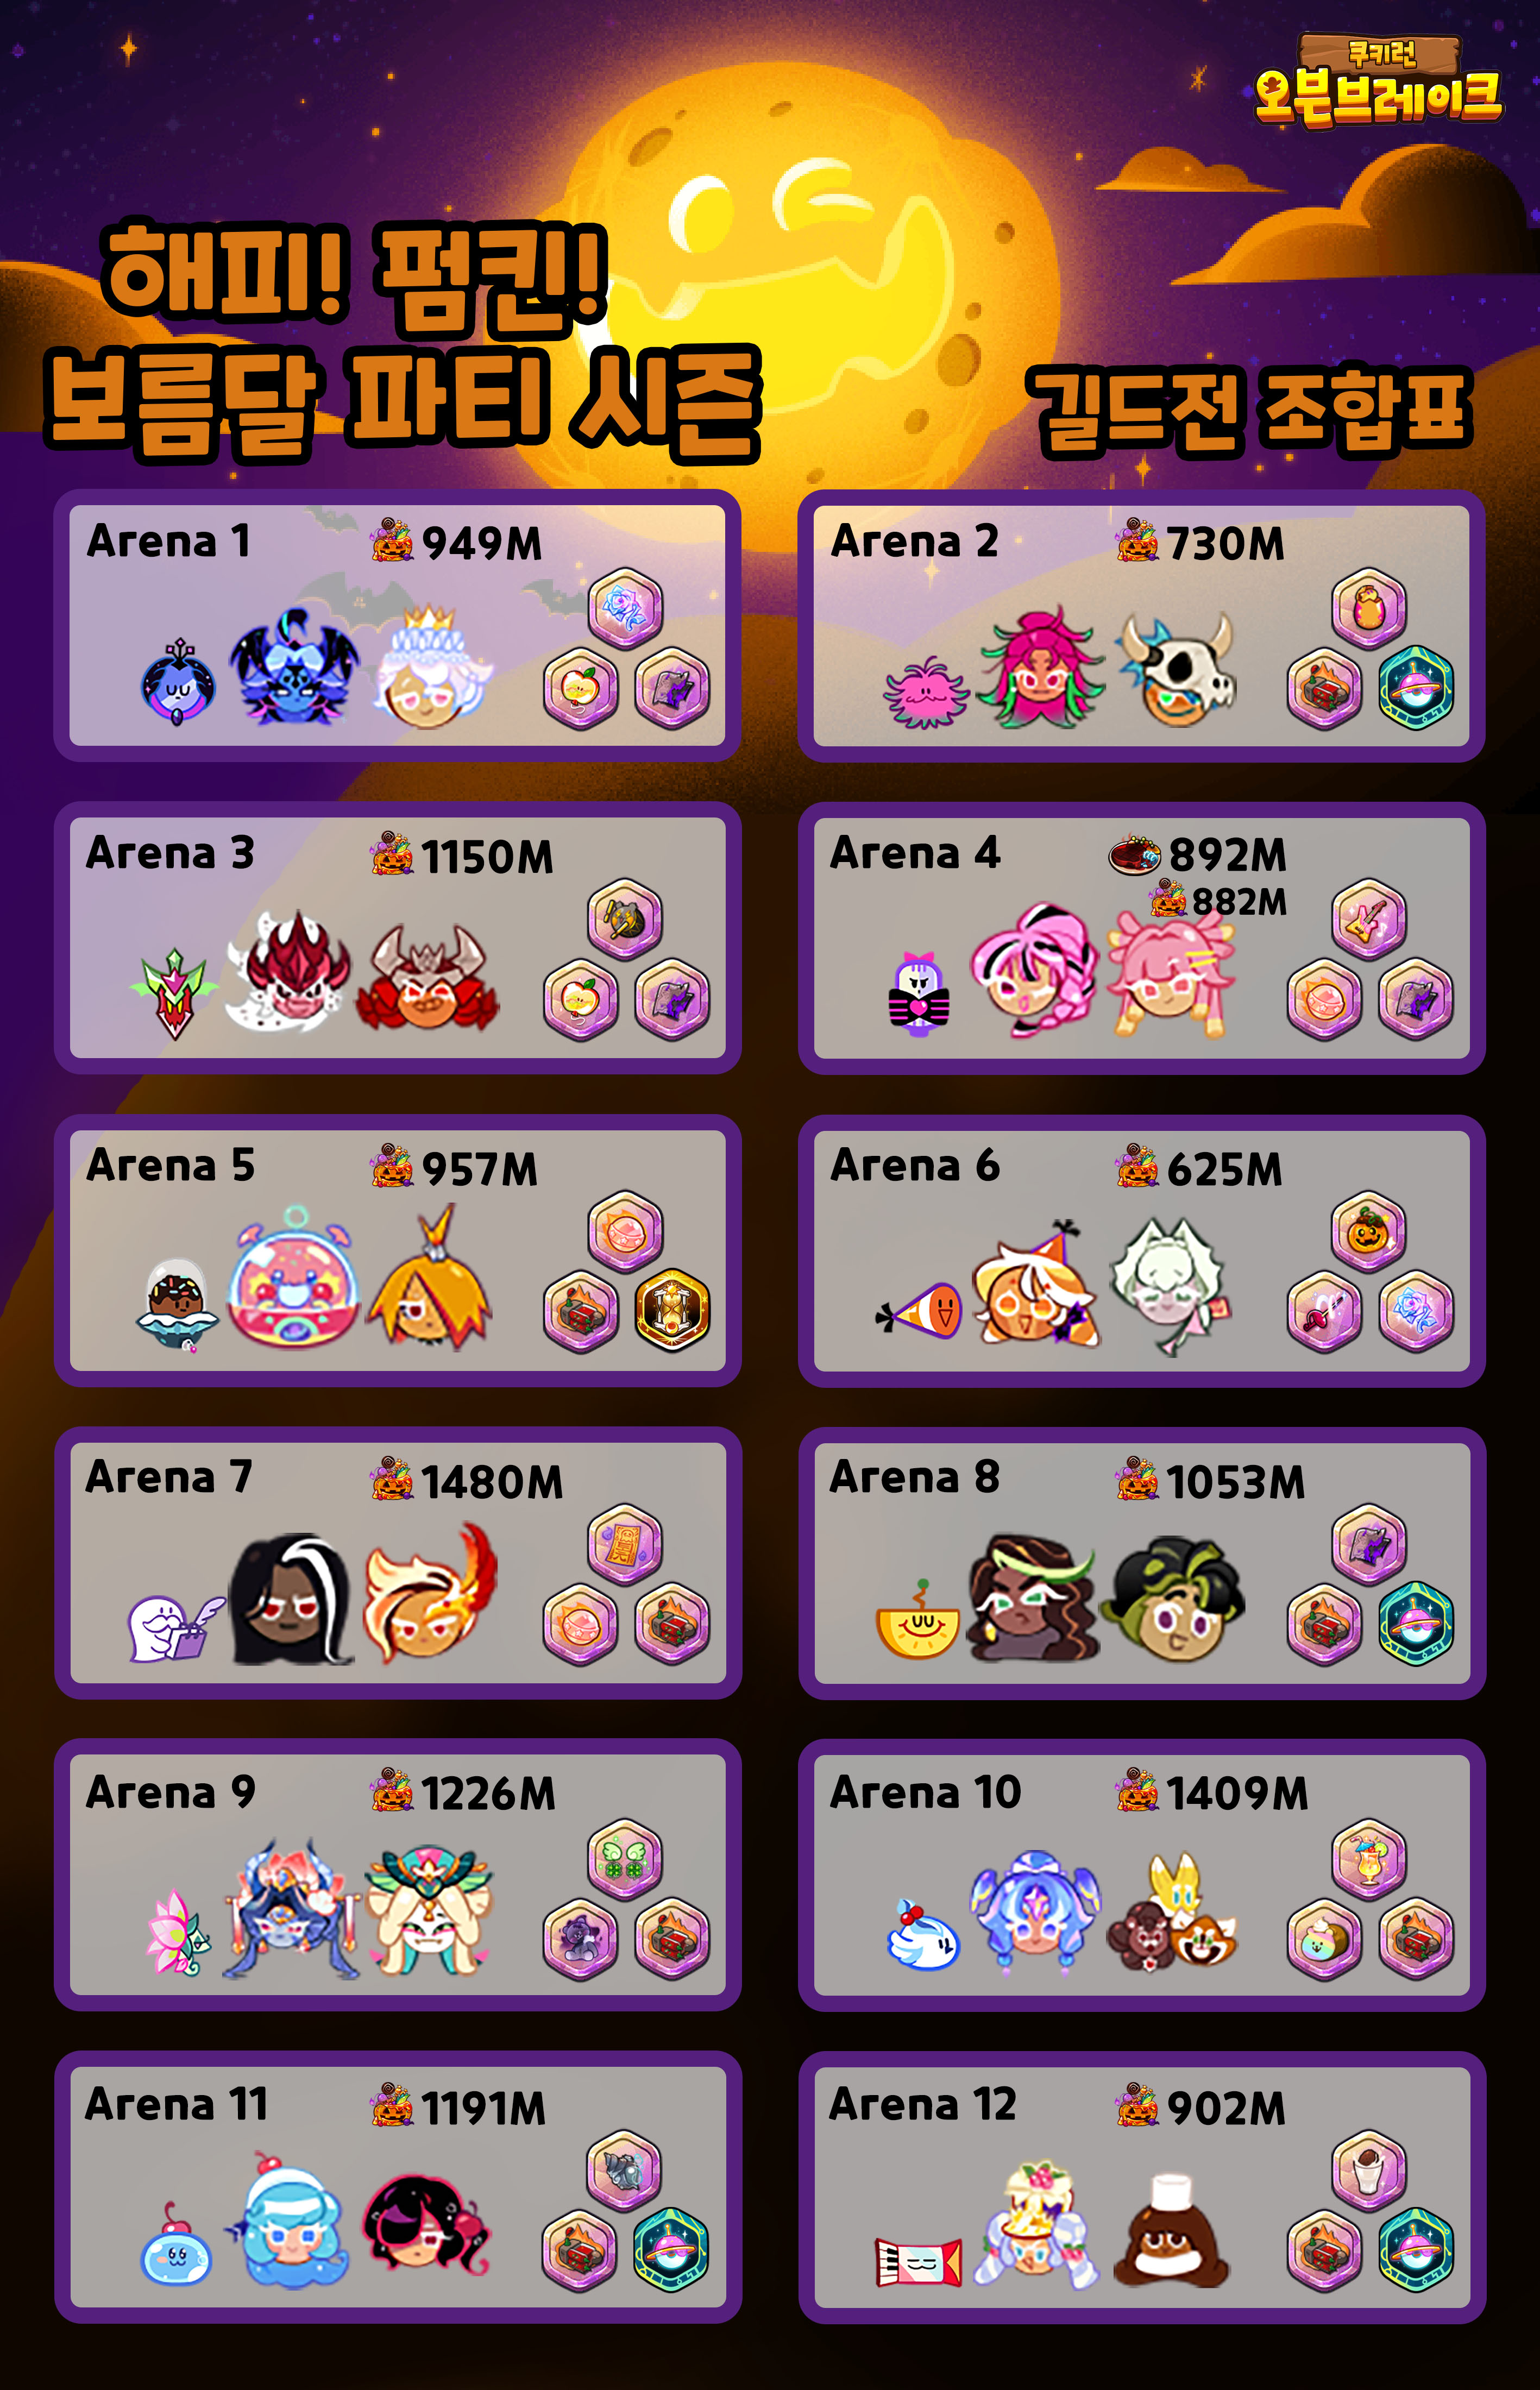 쿠키런
오븐브레이크
해피! 펌킨!
보름달 파티 시즌
길드전 조합표
Arena 1 949M
Arena 2 730M
Arena 3 1150M
Arena 4 892M
882M
Arena 5 957M
Arena 6 625M
Arena 7 1480M
Arena 8 1053M
Arena 9 1226M
Arena 10 1409M
Arena 11 1191M
Arena 12 902M